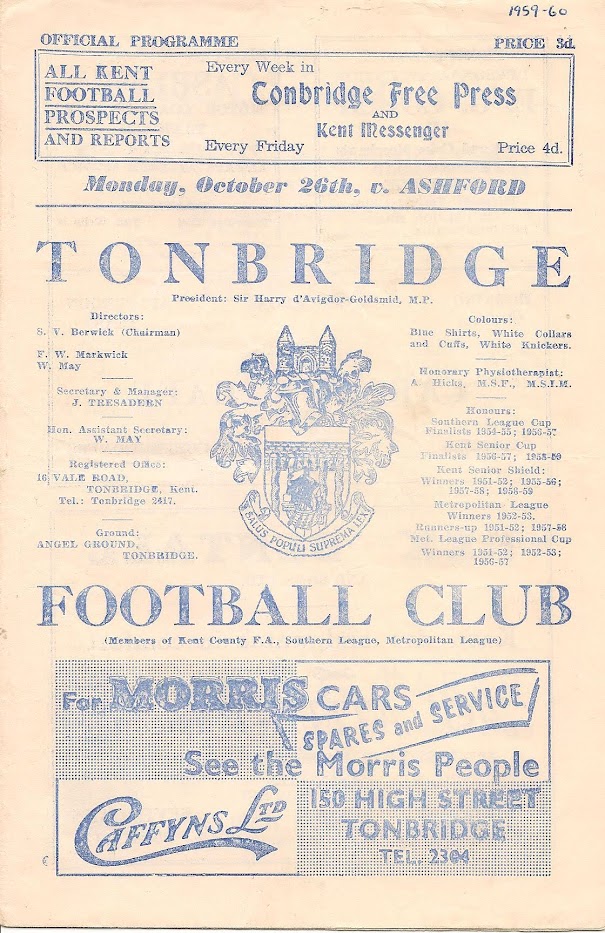 1959-60
OFFICIAL PROGRAMME PRICE 3d.
ALL KENT
FOOTBALL
PROSPECTS
AND REPORTS
Every Week in
Tonbridge Free Press
AND
Kent Messenger
Every Friday Price 4d.
Monday, October 26th, v. ASHFORD
TONBRIDGE
President: Sir Harry d'Avigdor-Goldsmid, M.P.
Directors:
S. V. Berwick (Chairman)
F. W. Markwick
W. May
Secretary & Manager:
J. TRESADERN
Hon. Assistant Secretary:
W. MAY
Registered Office:
16 VALE ROAD,
TONBRIDGE, Kent.
Tel.: Tonbridge 2417.
Ground:
ANGEL GROUND,
TONBRIDGE.
SALUS POPULI SUPREMA LEX
Colours:
Blue Shirts, White Collars
and Cuffs, White Knickers.
Honorary Physiotherapist:
A. Hicks, M.S.F., M.S.I.M.
Honours:
Southern League Cup
Finalists 1954-55; 1956-57
Kent Senior Cup
Finalists 1956-57; 1958-59
Kent Senior Shield:
Winners 1951-52; 1955-56;
1957-58; 1958-59
Metropolitan League
Winners 1952-53.
Runners-up 1951-52; 1957-58
Met. League Professional Cup
Winners 1951-52; 1952-53;
1956-57
FOOTBALL CLUB
(Members of Kent County F.A., Southern League, Metropolitan League)
For MORRIS CARS
SPARES and SERVICE
See the Morris People
CAFFYNS LTD
150 HIGH STREET
TONBRIDGE
TEL. 2304